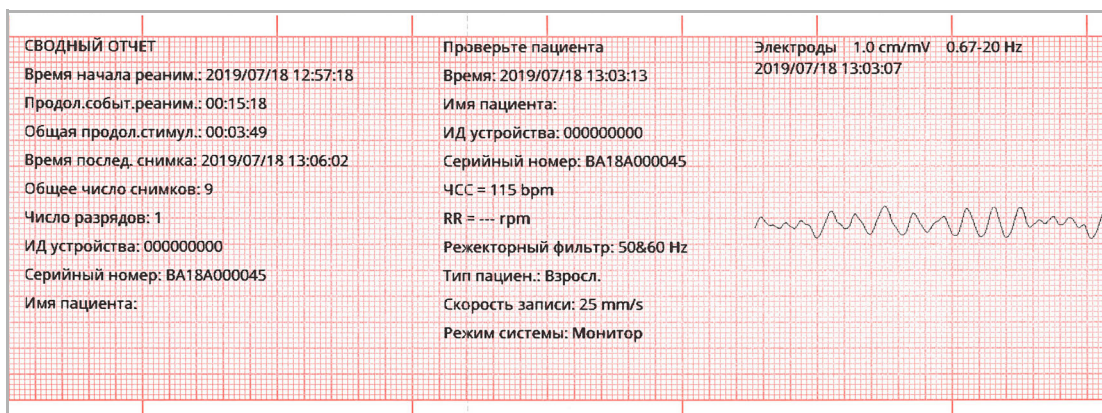 СВОДНЫЙ ОТЧЕТ
Время начала реаним.: 2019/07/18 12:57:18
Продол.событ.реаним.: 00:15:18
Общая продол.стимул.: 00:03:49
Время послед. снимка: 2019/07/18 13:06:02
Общее число снимков: 9
Число разрядов: 1
ИД устройства: 000000000
Серийный номер: BA18A000045
Имя пациента:
Проверьте пациента
Время: 2019/07/18 13:03:13
Имя пациента:
ИД устройства: 000000000
Серийный номер: BA18A000045
ЧСС = 115 bpm
RR = --- rpm
Режекторный фильтр: 50&60 Hz
Тип пациен.: Взросл.
Скорость записи: 25 mm/s
Режим системы: Монитор
Электроды 1.0 cm/mV 0.67-20 Hz
2019/07/18 13:03:07